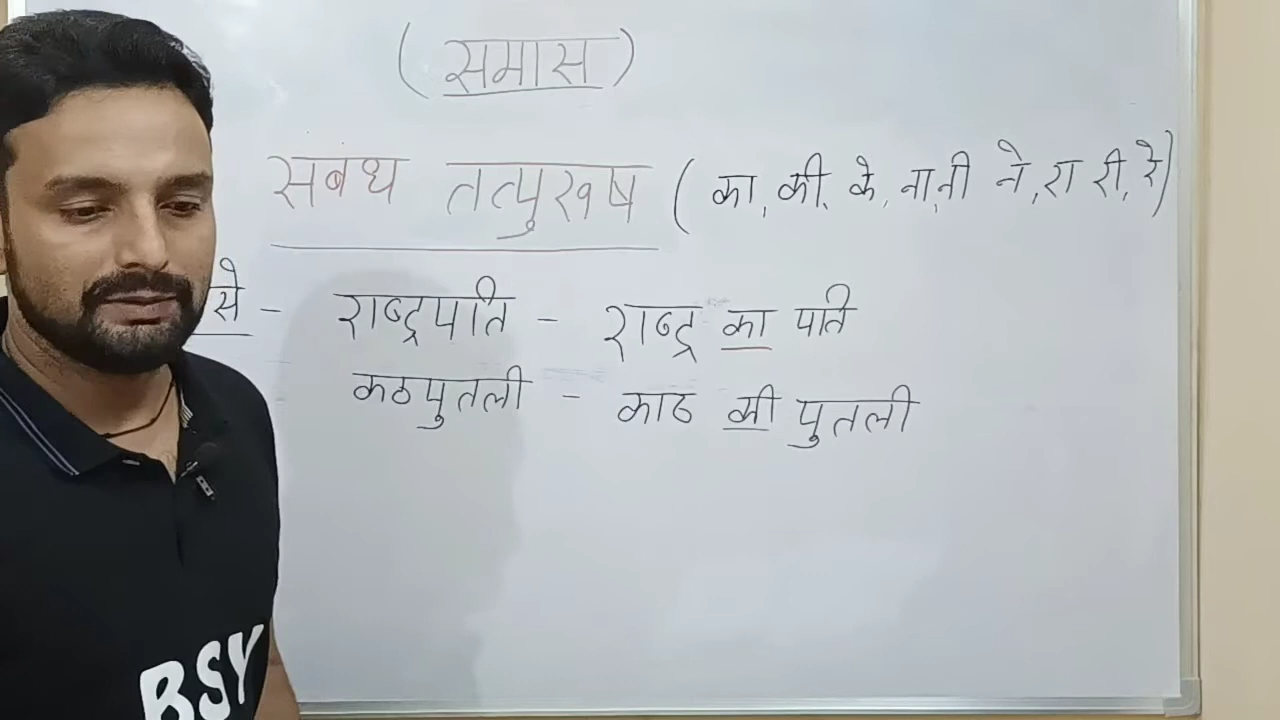 (समास)
सबंध तत्पुरुष (का, की, के, ना, नी ने, रा री, रे)
से - राष्ट्रपति - राष्ट्र का पति
कठपुतली - काठ की पुतली
BSY